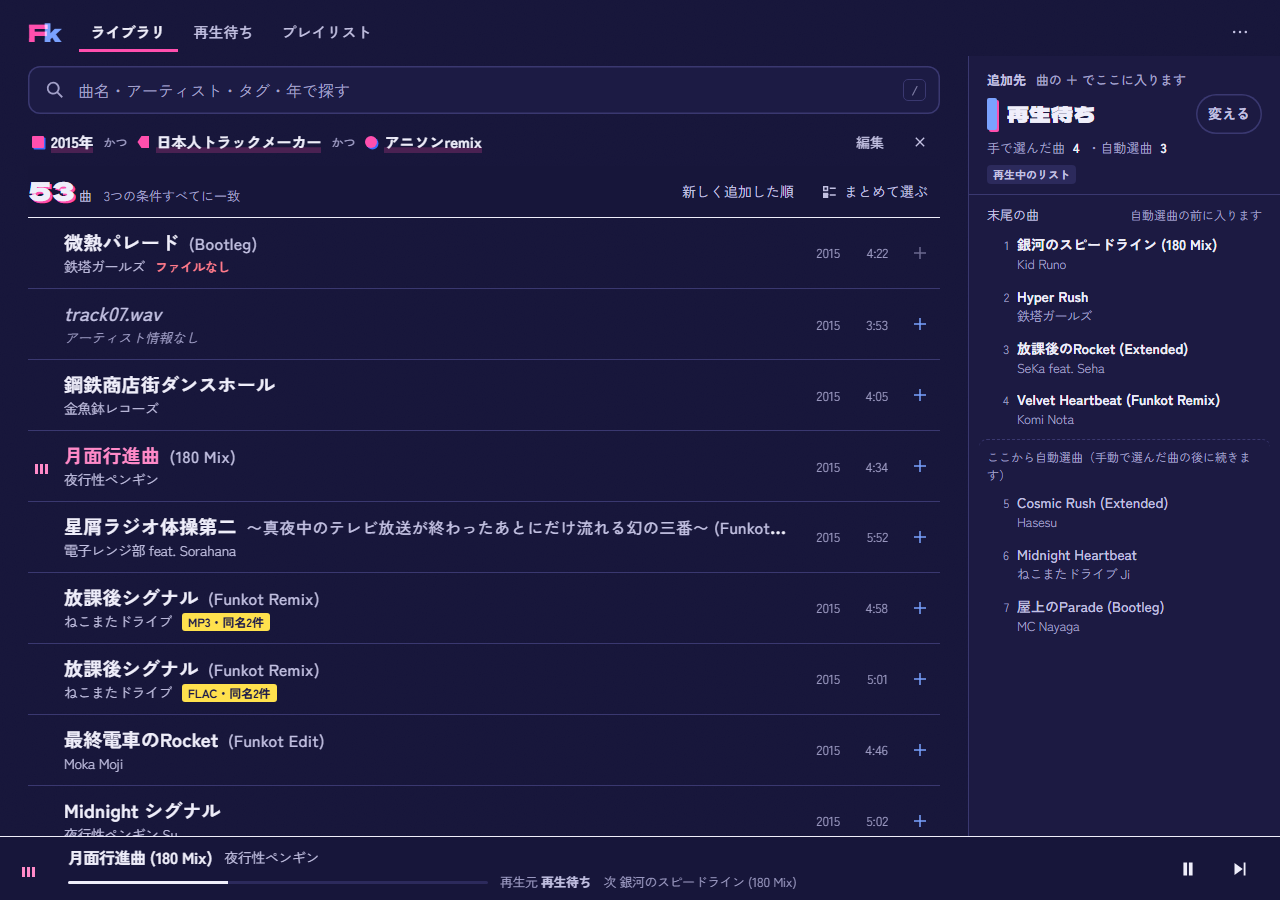 Fk ライブラリ 再生待ち プレイリスト …
曲名・アーティスト・タグ・年で探す /
2015年 かつ 日本人トラックメーカー かつ アニソンremix 編集 ×
53曲 3つの条件すべてに一致 新しく追加した順 まとめて選ぶ
微熱パレード (Bootleg)
鉄塔ガールズ ファイルなし
2015 4:22 +
track07.wav
アーティスト情報なし
2015 3:53 +
鋼鉄商店街ダンスホール
金魚鉢レコーズ
2015 4:05 +
月面行進曲 (180 Mix)
夜行性ペンギン
2015 4:34 +
星屑ラジオ体操第二 〜真夜中のテレビ放送が終わったあとにだけ流れる幻の三番〜 (Funkot...
電子レンジ部 feat. Sorahana
2015 5:52 +
放課後シグナル (Funkot Remix)
ねこまたドライブ MP3・同名2件
2015 4:58 +
放課後シグナル (Funkot Remix)
ねこまたドライブ FLAC・同名2件
2015 5:01 +
最終電車のRocket (Funkot Edit)
Moka Moji
2015 4:46 +
Midnight シグナル
夜行性ペンギン Su
2015 5:02 +
追加先 曲の ＋ でここに入ります
再生待ち 変える
手で選んだ曲 4 ・自動選曲 3
再生中のリスト
末尾の曲 自動選曲の前に入ります
1 銀河のスピードライン (180 Mix)
Kid Runo
2 Hyper Rush
鉄塔ガールズ
3 放課後のRocket (Extended)
SeKa feat. Seha
4 Velvet Heartbeat (Funkot Remix)
Komi Nota
ここから自動選曲（手動で選んだ曲の後に続きま
す）
5 Cosmic Rush (Extended)
Hasesu
6 Midnight Heartbeat
ねこまたドライブ Ji
7 屋上のParade (Bootleg)
MC Nayaga
月面行進曲 (180 Mix) 夜行性ペンギン
再生元 再生待ち 次 銀河のスピードライン (180 Mix)